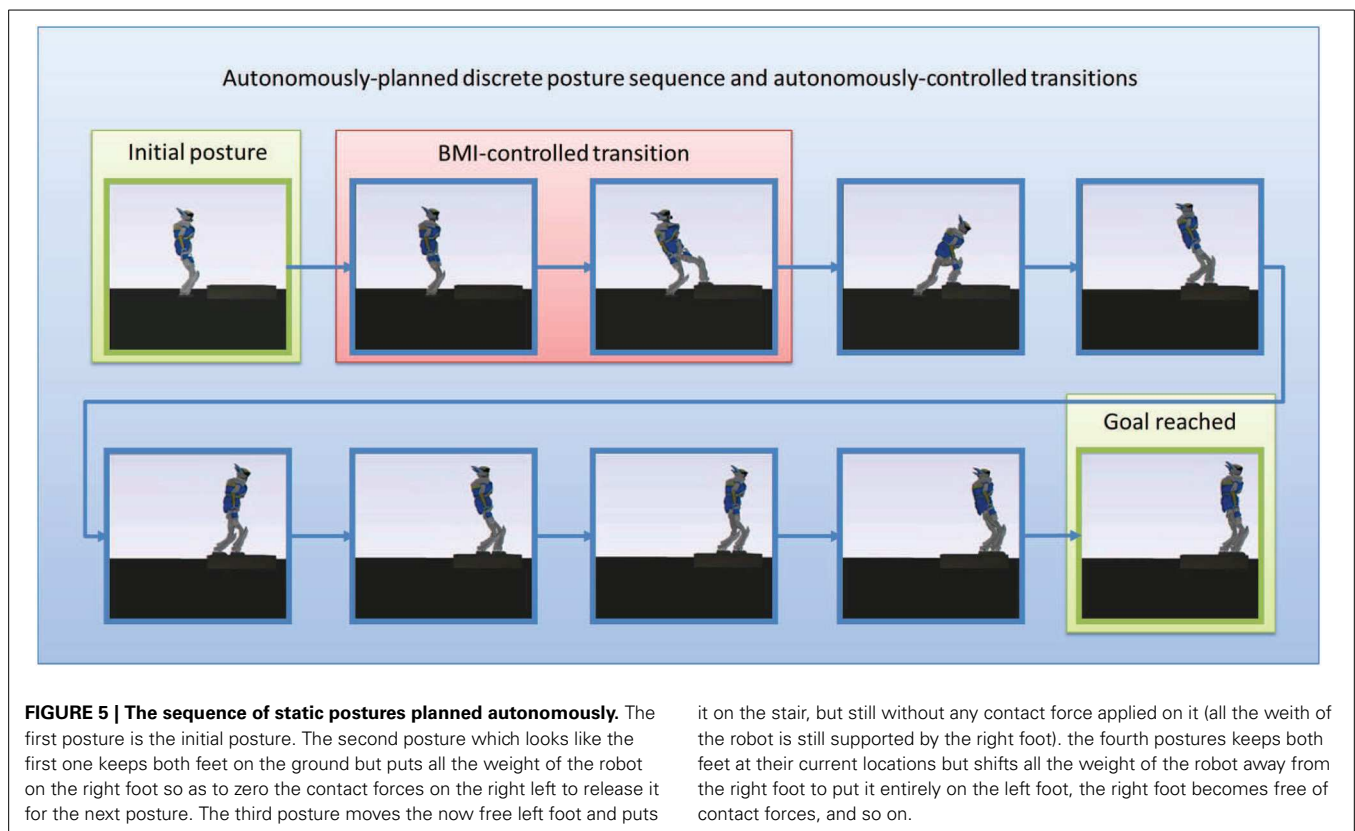 Autonomously-planned discrete posture sequence and autonomously-controlled transitions
Initial posture
BMI-controlled transition
Goal reached
FIGURE 5 | The sequence of static postures planned autonomously. The
first posture is the initial posture. The second posture which looks like the
first one keeps both feet on the ground but puts all the weight of the robot
on the right foot so as to zero the contact forces on the right left to release it
for the next posture. The third posture moves the now free left foot and puts
it on the stair, but still without any contact force applied on it (all the weith of
the robot is still supported by the right foot). the fourth postures keeps both
feet at their current locations but shifts all the weight of the robot away from
the right foot to put it entirely on the left foot, the right foot becomes free of
contact forces, and so on.